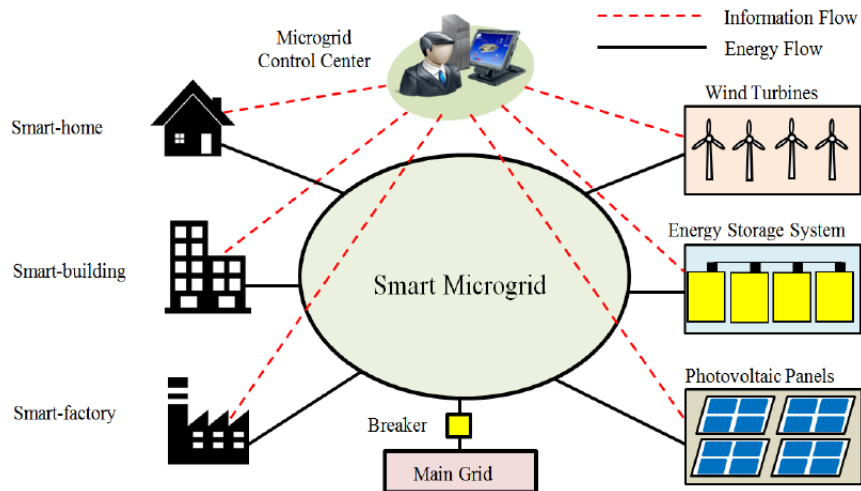 Information Flow
Microgrid
Control Center
Energy Flow
Wind Turbines
Smart-home
Energy Storage System
Smart-building
Smart Microgrid
Photovoltaic Panels
Smart-factory
Breaker
Main Grid